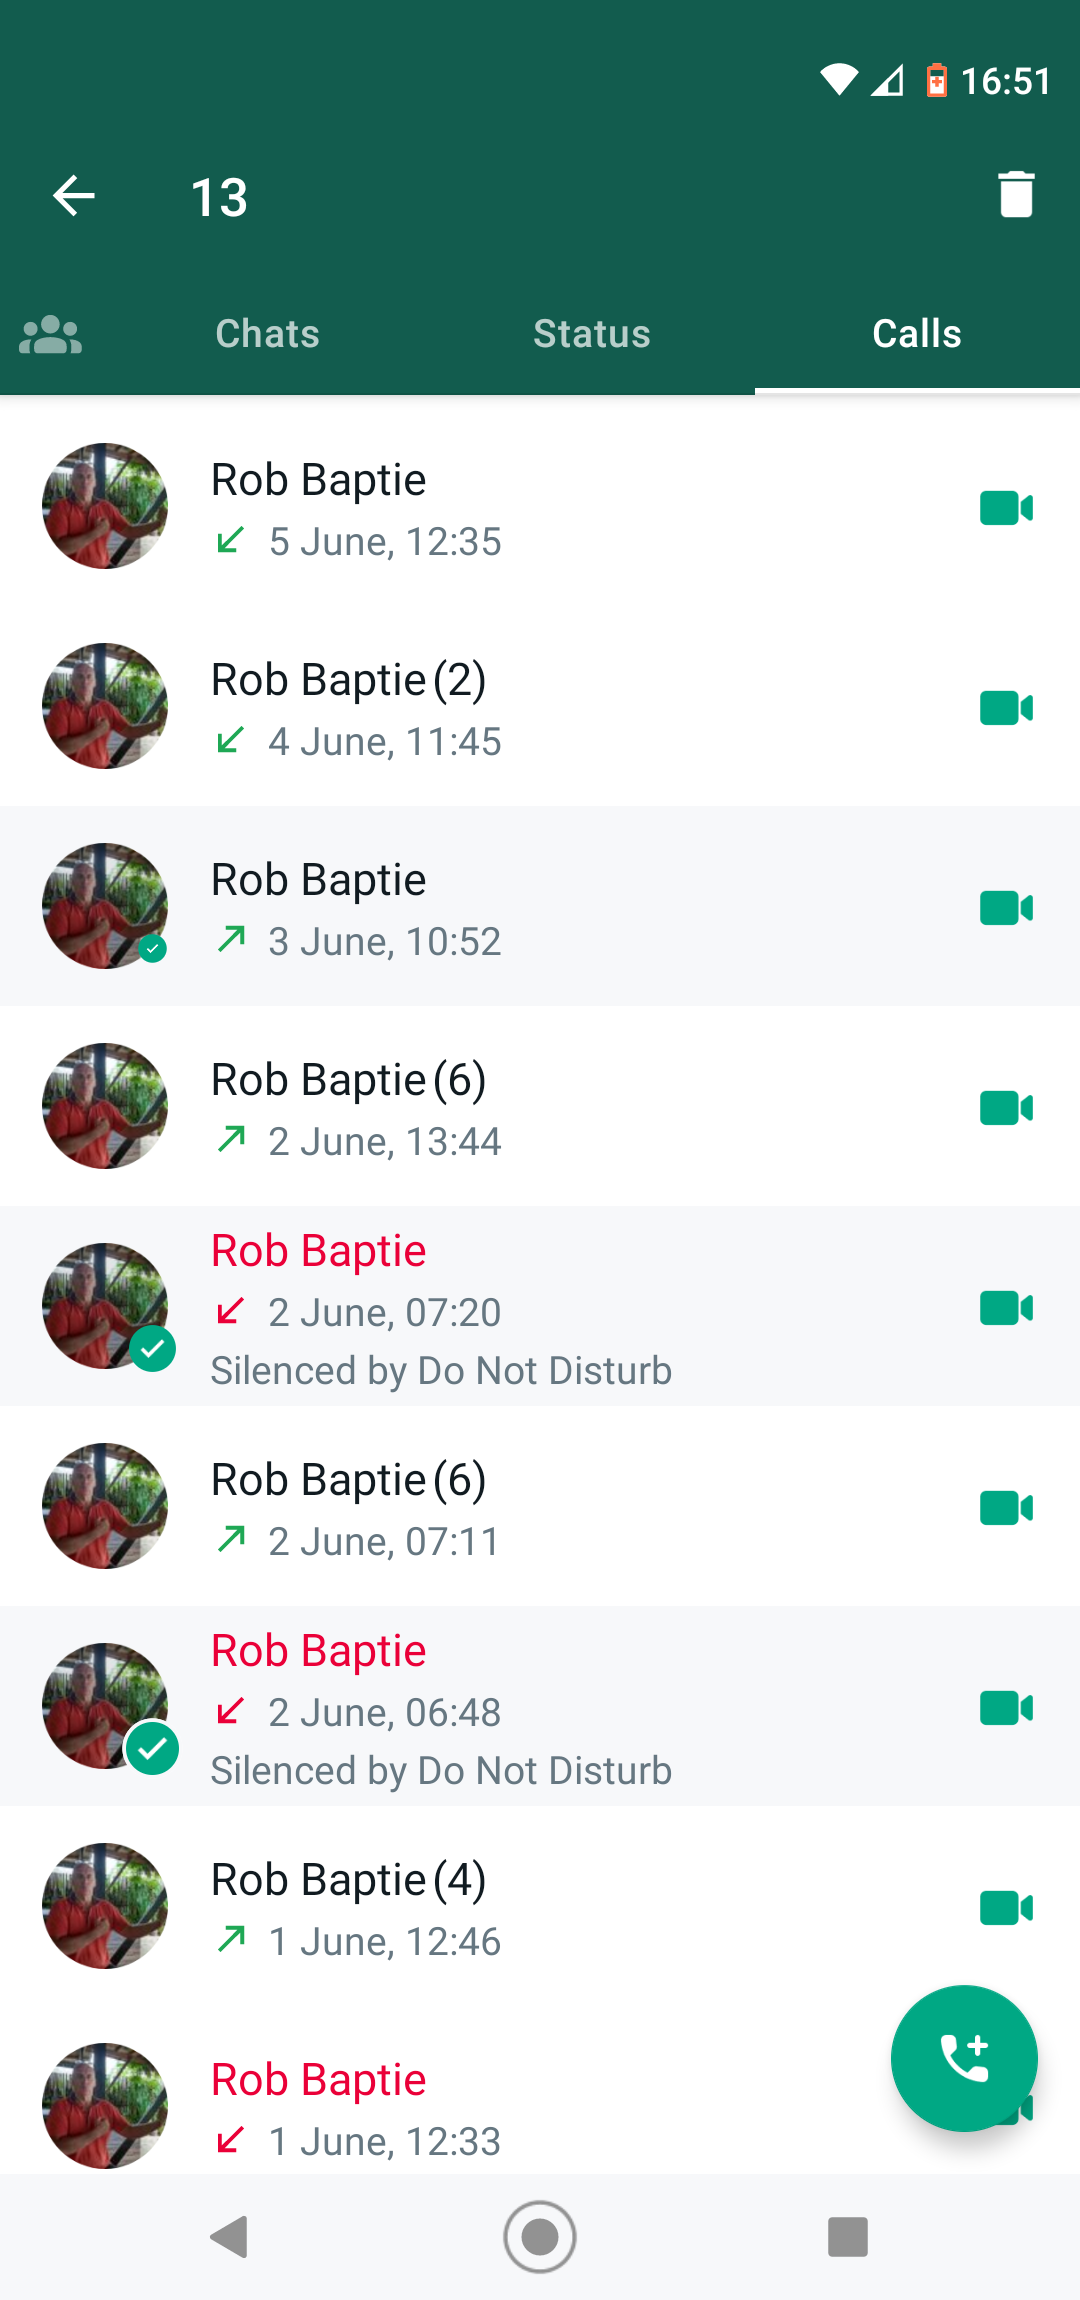 16:51
13
Chats Status Calls
Rob Baptie
5 June, 12:35
Rob Baptie (2)
4 June, 11:45
Rob Baptie
3 June, 10:52
Rob Baptie (6)
2 June, 13:44
Rob Baptie
2 June, 07:20
Silenced by Do Not Disturb
Rob Baptie (6)
2 June, 07:11
Rob Baptie
2 June, 06:48
Silenced by Do Not Disturb
Rob Baptie (4)
1 June, 12:46
Rob Baptie
1 June, 12:33